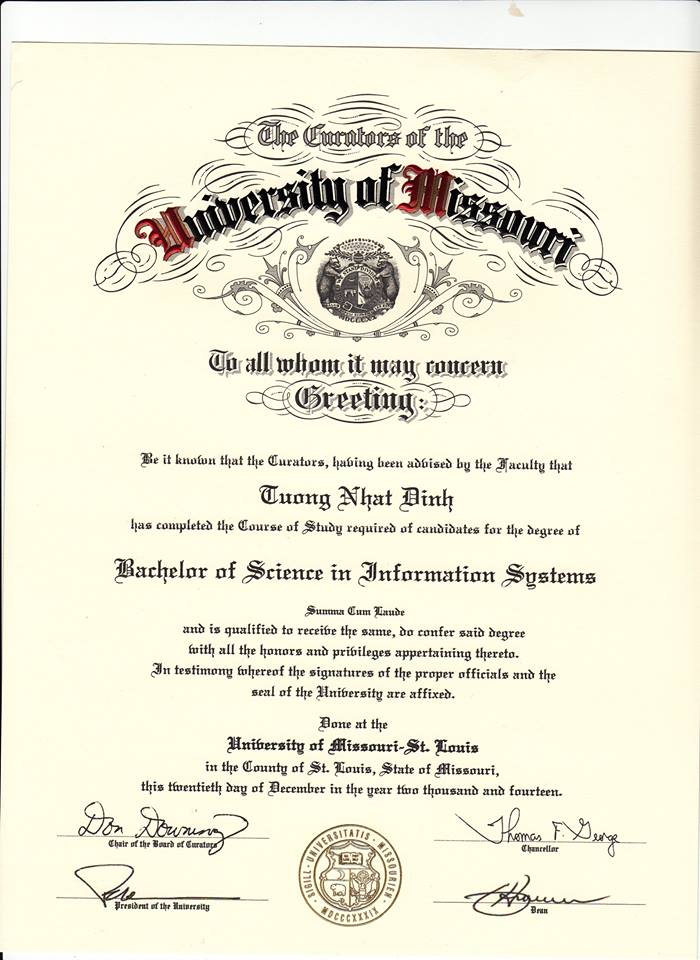 The Curators of the
University of Missouri
MDCCCXX
To all whom it may concern
Greeting:
Be it known that the Curators, having been advised by the Faculty that
Tuong Nhat Dinh
has completed the Course of Study required of candidates for the degree of
Bachelor of Science in Information Systems
Summa Cum Laude
and is qualified to receive the same, do confer said degree
with all the honors and privileges appertaining thereto.
In testimony whereof the signatures of the proper officials and the
seal of the University are affixed.
Done at the
University of Missouri-St. Louis
in the County of St. Louis, State of Missouri,
this twentieth day of December in the year two thousand and fourteen.
Don Downing
Chair of the Board of Curators
Thomas F. George
Chancellor
President of the University
Dean
SIGILL · UNIVERSITATIS · MISSOURIEN ·
MDCCCXXXIX